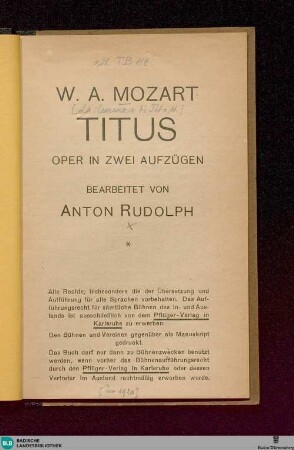 W. A. MOZART
TITUS
OPER IN ZWEI AUFZÜGEN
BEARBEITET VON
ANTON RUDOLPH
*
Alle Rechte, insbesondere die der Übersetzung und
Aufführung für alle Sprachen vorbehalten. Das Auf-
führungsrecht für sämtliche Bühnen des In- und Aus-
lands ist ausschließlich von dem Pflüger-Verlag in
Karlsruhe zu erwerben.
Den Bühnen und Vereinen gegenüber als Manuskript
gedruckt.
Das Buch darf nur dann zu Bühnenzwecken benützt
werden, wenn vorher das Bühnenaufführungsrecht
durch den Pflüger-Verlag in Karlsruhe oder dessen
Vertreter im Ausland rechtmäßig erworben wurde.
BLB
BADISCHE
LANDESBIBLIOTHEK